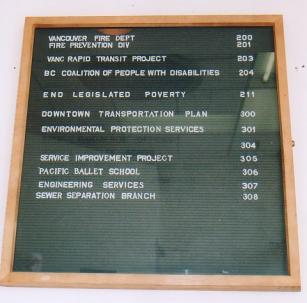 VANCOUVER FIRE DEPT 200
FIRE PREVENTION DIV 201
VANC RAPID TRANSIT PROJECT 203
BC COALITION OF PEOPLE WITH DISABILITIES 204
END LEGISLATED POVERTY 211
DOWNTOWN TRANSPORTATION PLAN 300
ENVIRONMENTAL PROTECTION SERVICES 301
304
SERVICE IMPROVEMENT PROJECT 305
PACIFIC BALLET SCHOOL 306
ENGINEERING SERVICES 307
SEWER SEPARATION BRANCH 308